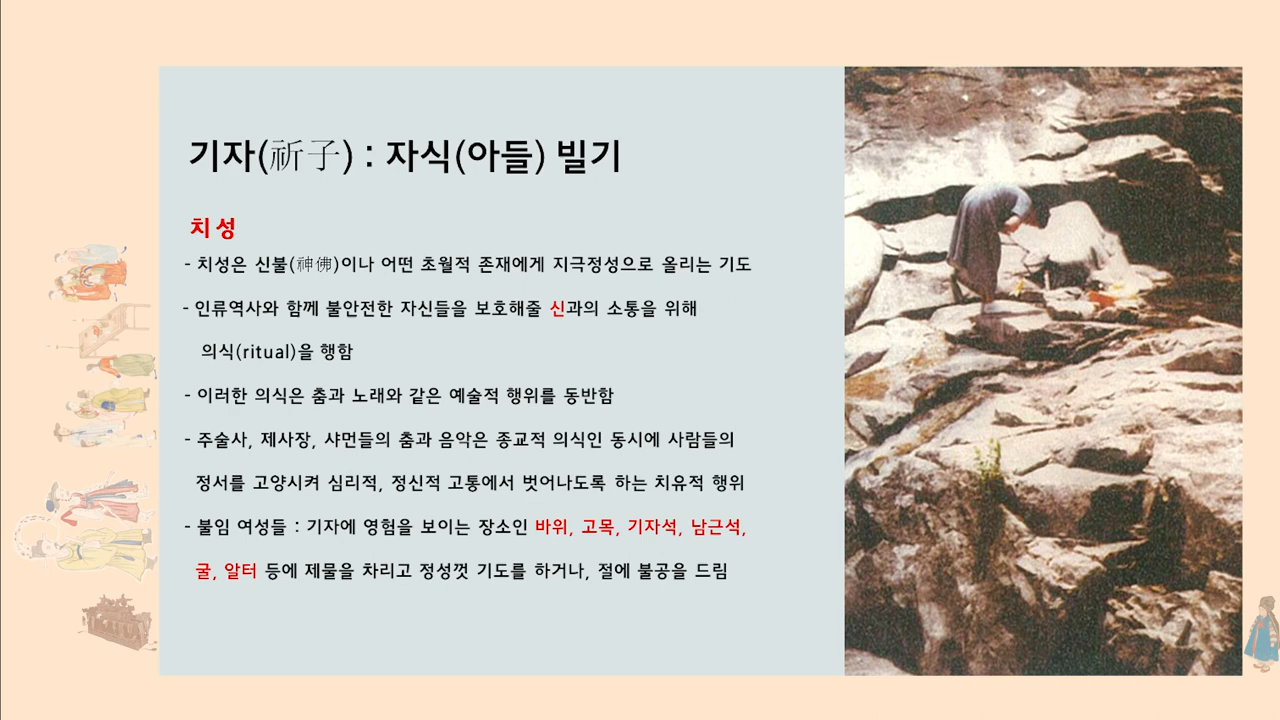 기자(祈子) : 자식(아들) 빌기
치성
- 치성은 신불(神佛)이나 어떤 초월적 존재에게 지극정성으로 올리는 기도
- 인류역사와 함께 불안전한 자신들을 보호해줄 신과의 소통을 위해
의식(ritual)을 행함
- 이러한 의식은 춤과 노래와 같은 예술적 행위를 동반함
- 주술사, 제사장, 샤먼들의 춤과 음악은 종교적 의식인 동시에 사람들의
정서를 고양시켜 심리적, 정신적 고통에서 벗어나도록 하는 치유적 행위
- 불임 여성들 : 기자에 영험을 보이는 장소인 바위, 고목, 기자석, 남근석,
굴, 알터 등에 제물을 차리고 정성껏 기도를 하거나, 절에 불공을 드림